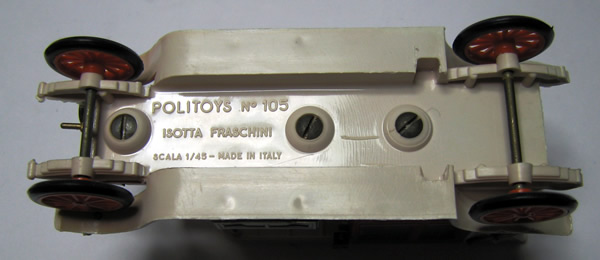 POLITOYS Nº 105
ISOTTA FRASCHINI
SCALA 1/45 - MADE IN ITALY